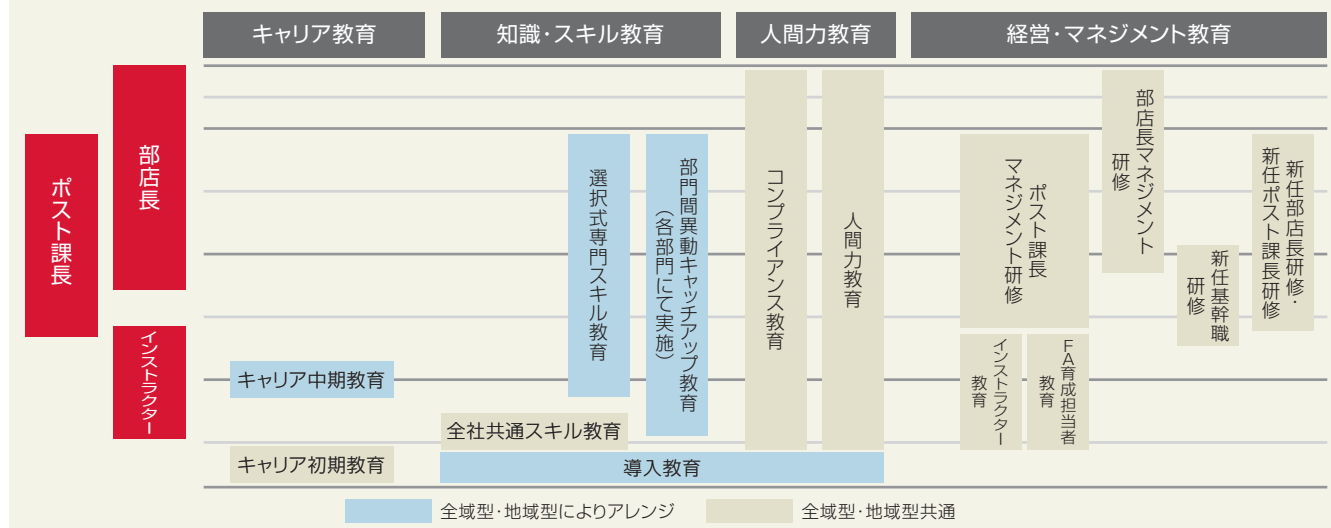 キャリア教育
知識・スキル教育
人間力教育
経営・マネジメント教育
ポスト課長
部店長
インストラクター
キャリア中期教育
キャリア初期教育
選択式専門スキル教育
部門間異動キャッチアップ教育
（各部門にて実施）
全社共通スキル教育
導入教育
コンプライアンス教育
人間力教育
ポスト課長
マネジメント研修
インストラクター
教育
FA育成担当者
教育
部店長マネジメント
研修
新任基幹職
研修
新任部店長研修・
新任ポスト課長研修
全域型・地域型によりアレンジ
全域型・地域型共通